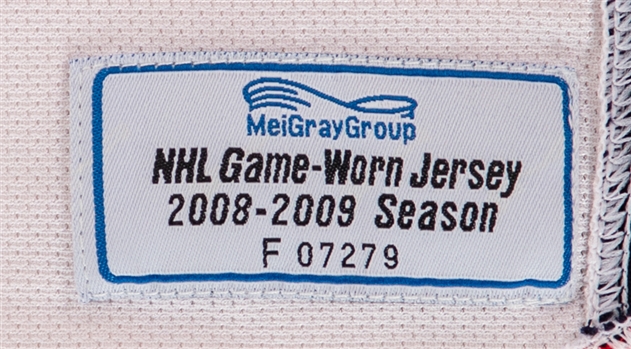 MeiGrayGroup
NHL Game-Worn Jersey
2008-2009 Season
F 07279